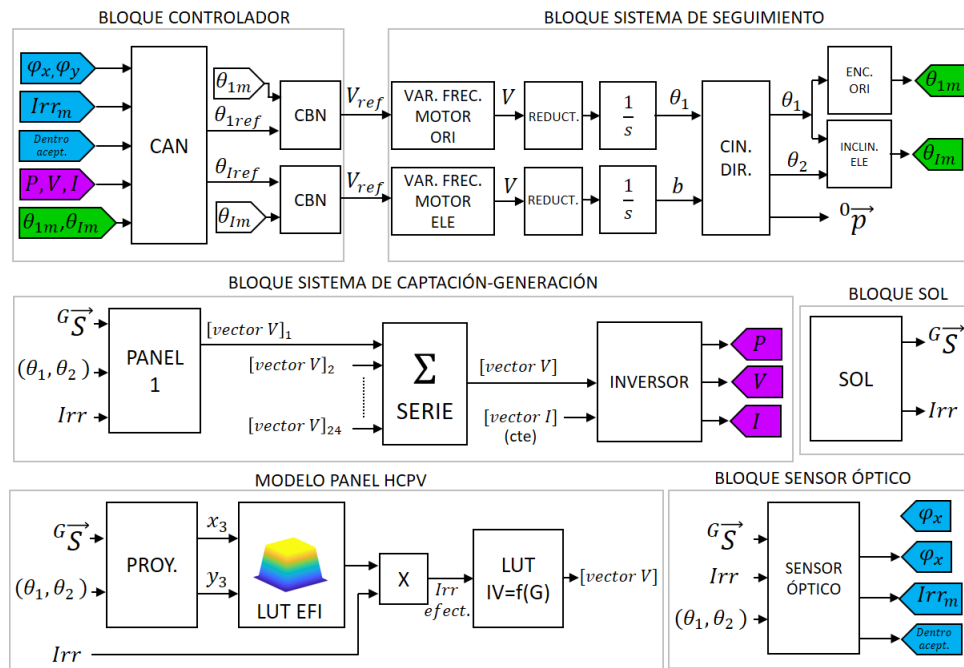 BLOQUE CONTROLADOR
φx, φy
Irr_m
Dentro
acept.
P, V, I
θ1m, θIm
CAN
θ1m
θ1ref
θIref
θIm
CBN
CBN
V_ref
V_ref
BLOQUE SISTEMA DE SEGUIMIENTO
VAR. FREC.
MOTOR
ORI
V
REDUCT.
1
s
θ1
VAR. FREC.
MOTOR
ELE
V
REDUCT.
1
s
b
CIN.
DIR.
θ1
θ2
ENC.
ORI
θ1m
INCLIN.
ELE
θIm
0p
BLOQUE SISTEMA DE CAPTACIÓN-GENERACIÓN
GS
(θ1, θ2)
Irr
PANEL
1
[vector V]1
[vector V]2
[vector V]24
Σ
SERIE
[vector V]
[vector I]
(cte)
INVERSOR
P
V
I
BLOQUE SOL
SOL
GS
Irr
MODELO PANEL HCPV
GS
(θ1, θ2)
Irr
PROY.
x3
y3
LUT EFI
X
Irr
efect.
LUT
IV=f(G)
[vector V]
BLOQUE SENSOR ÓPTICO
GS
Irr
(θ1, θ2)
SENSOR
ÓPTICO
φx
φx
Irr_m
Dentro
acept.